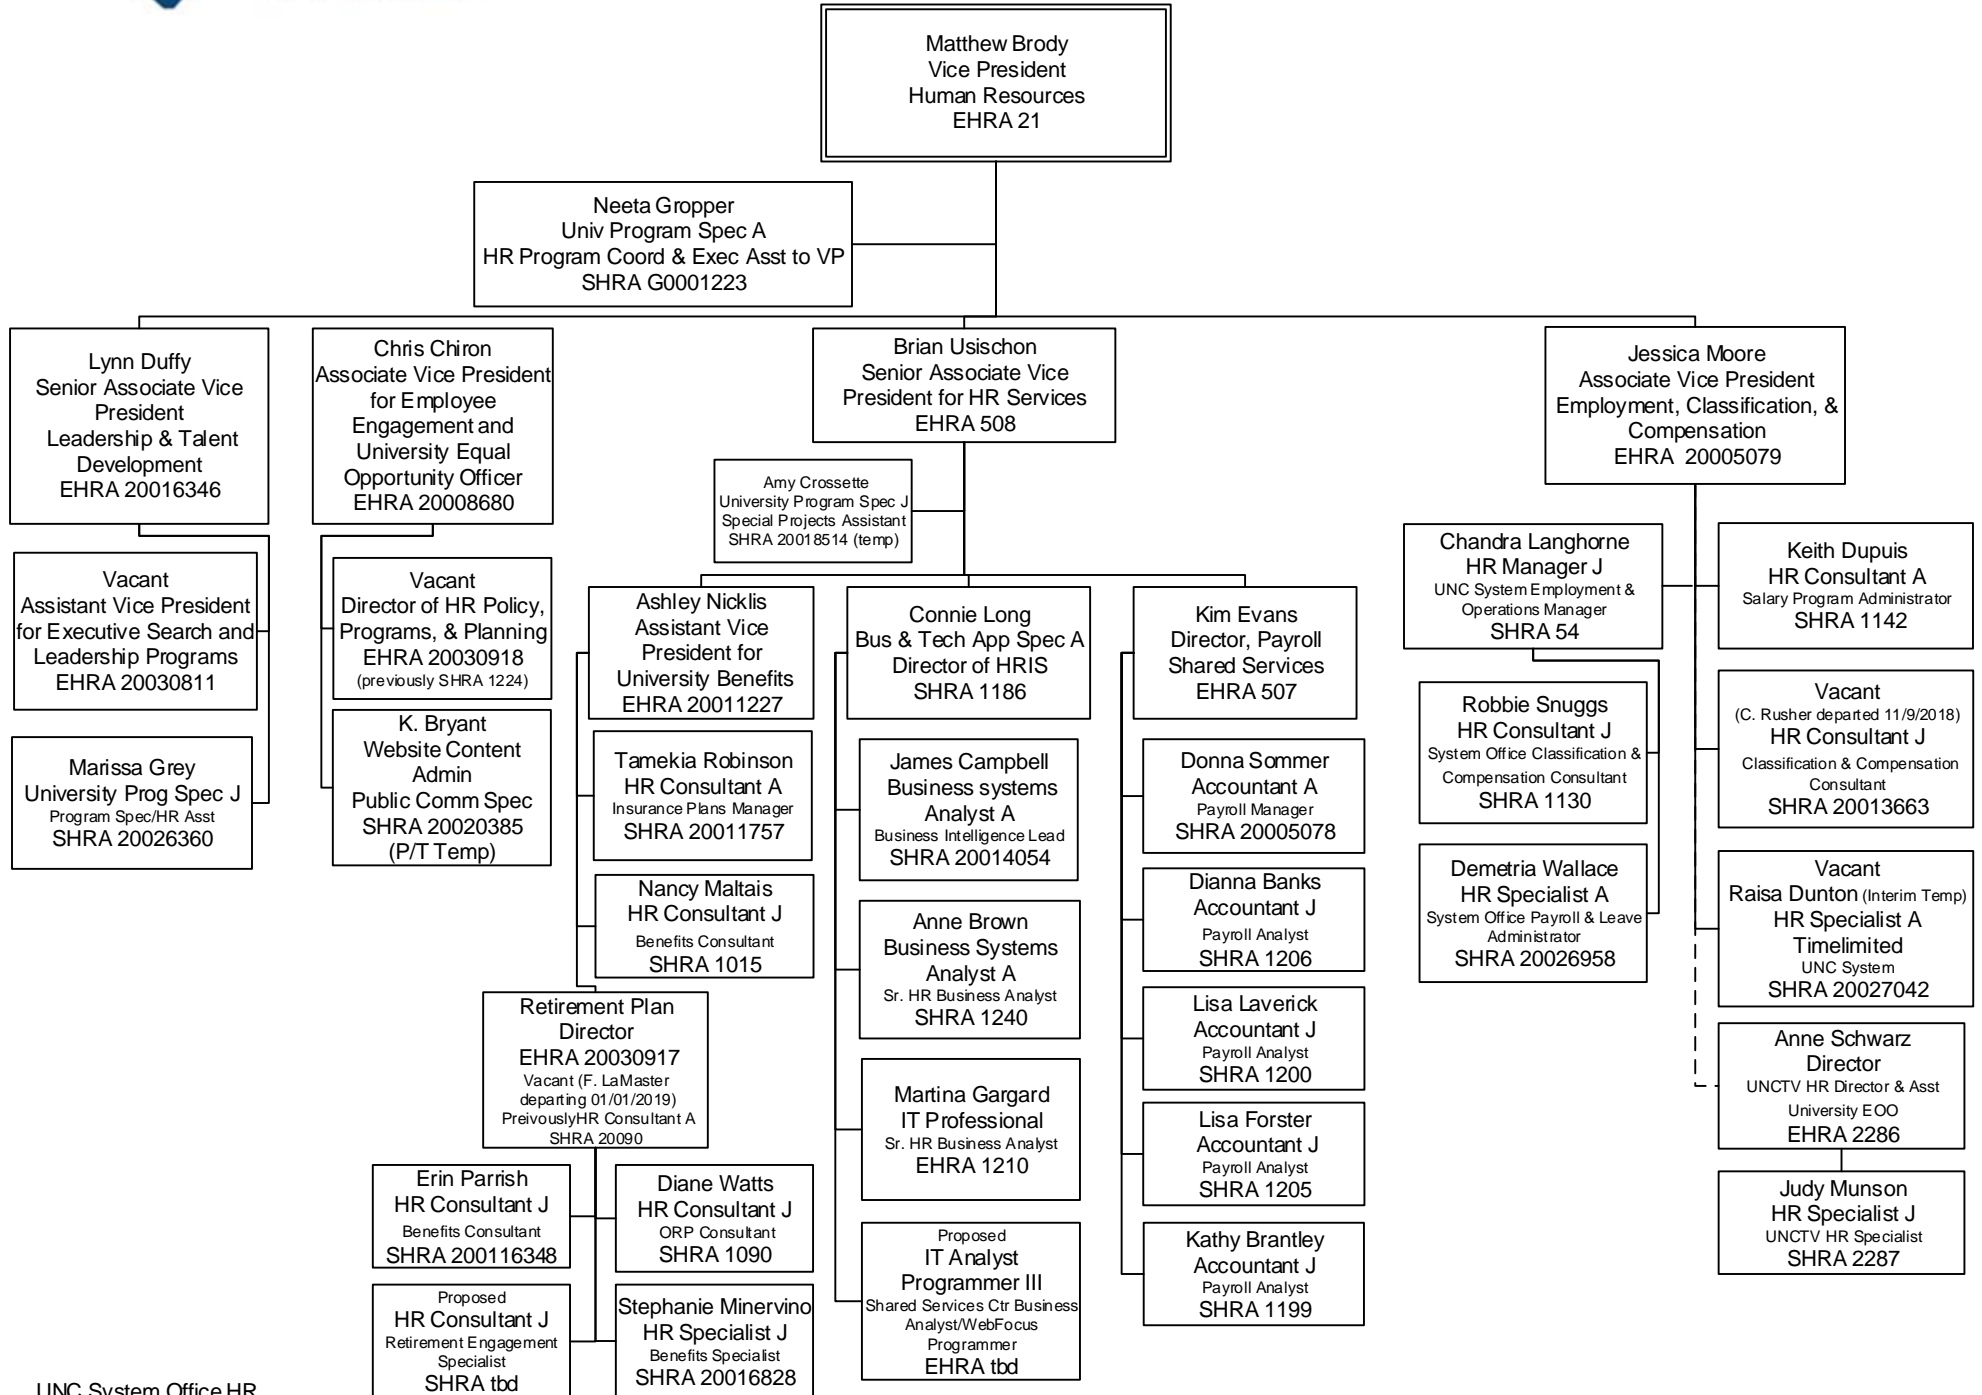 Matthew Brody
Vice President
Human Resources
EHRA 21
Neeta Gropper
Univ Program Spec A
HR Program Coord & Exec Asst to VP
SHRA G0001223
Lynn Duffy
Senior Associate Vice
President
Leadership & Talent
Development
EHRA 20016346
Vacant
Assistant Vice President
for Executive Search and
Leadership Programs
EHRA 20030811
Marissa Grey
University Prog Spec J
Program Spec/HR Asst
SHRA 20026360
Chris Chiron
Associate Vice President
for Employee
Engagement and
University Equal
Opportunity Officer
EHRA 20008680
Vacant
Director of HR Policy,
Programs, & Planning
EHRA 20030918
(previously SHRA 1224)
K. Bryant
Website Content
Admin
Public Comm Spec
SHRA 20020385
(P/T Temp)
Brian Usischon
Senior Associate Vice
President for HR Services
EHRA 508
Amy Crossette
University Program Spec J
Special Projects Assistant
SHRA 20018514 (temp)
Ashley Nicklis
Assistant Vice
President for
University Benefits
EHRA 20011227
Tamekia Robinson
HR Consultant A
Insurance Plans Manager
SHRA 20011757
Nancy Maltais
HR Consultant J
Benefits Consultant
SHRA 1015
Retirement Plan
Director
EHRA 20030917
Vacant (F. LaMaster
departing 01/01/2019)
PreivouslyHR Consultant A
SHRA 20090
Erin Parrish
HR Consultant J
Benefits Consultant
SHRA 200116348
Diane Watts
HR Consultant J
ORP Consultant
SHRA 1090
Proposed
HR Consultant J
Retirement Engagement
Specialist
SHRA tbd
Stephanie Minervino
HR Specialist J
Benefits Specialist
SHRA 20016828
Connie Long
Bus & Tech App Spec A
Director of HRIS
SHRA 1186
James Campbell
Business systems
Analyst A
Business Intelligence Lead
SHRA 20014054
Anne Brown
Business Systems
Analyst A
Sr. HR Business Analyst
SHRA 1240
Martina Gargard
IT Professional
Sr. HR Business Analyst
EHRA 1210
Proposed
IT Analyst
Programmer III
Shared Services Ctr Business
Analyst/WebFocus
Programmer
EHRA tbd
Kim Evans
Director, Payroll
Shared Services
EHRA 507
Donna Sommer
Accountant A
Payroll Manager
SHRA 20005078
Dianna Banks
Accountant J
Payroll Analyst
SHRA 1206
Lisa Laverick
Accountant J
Payroll Analyst
SHRA 1200
Lisa Forster
Accountant J
Payroll Analyst
SHRA 1205
Kathy Brantley
Accountant J
Payroll Analyst
SHRA 1199
Jessica Moore
Associate Vice President
Employment, Classification, &
Compensation
EHRA 20005079
Chandra Langhorne
HR Manager J
UNC System Employment &
Operations Manager
SHRA 54
Robbie Snuggs
HR Consultant J
System Office Classification &
Compensation Consultant
SHRA 1130
Demetria Wallace
HR Specialist A
System Office Payroll & Leave
Administrator
SHRA 20026958
Keith Dupuis
HR Consultant A
Salary Program Administrator
SHRA 1142
Vacant
(C. Rusher departed 11/9/2018)
HR Consultant J
Classification & Compensation
Consultant
SHRA 20013663
Vacant
Raisa Dunton (Interim Temp)
HR Specialist A
Timelimited
UNC System
SHRA 20027042
Anne Schwarz
Director
UNCTV HR Director & Asst
University EOO
EHRA 2286
Judy Munson
HR Specialist J
UNCTV HR Specialist
SHRA 2287
UNC System Office HR